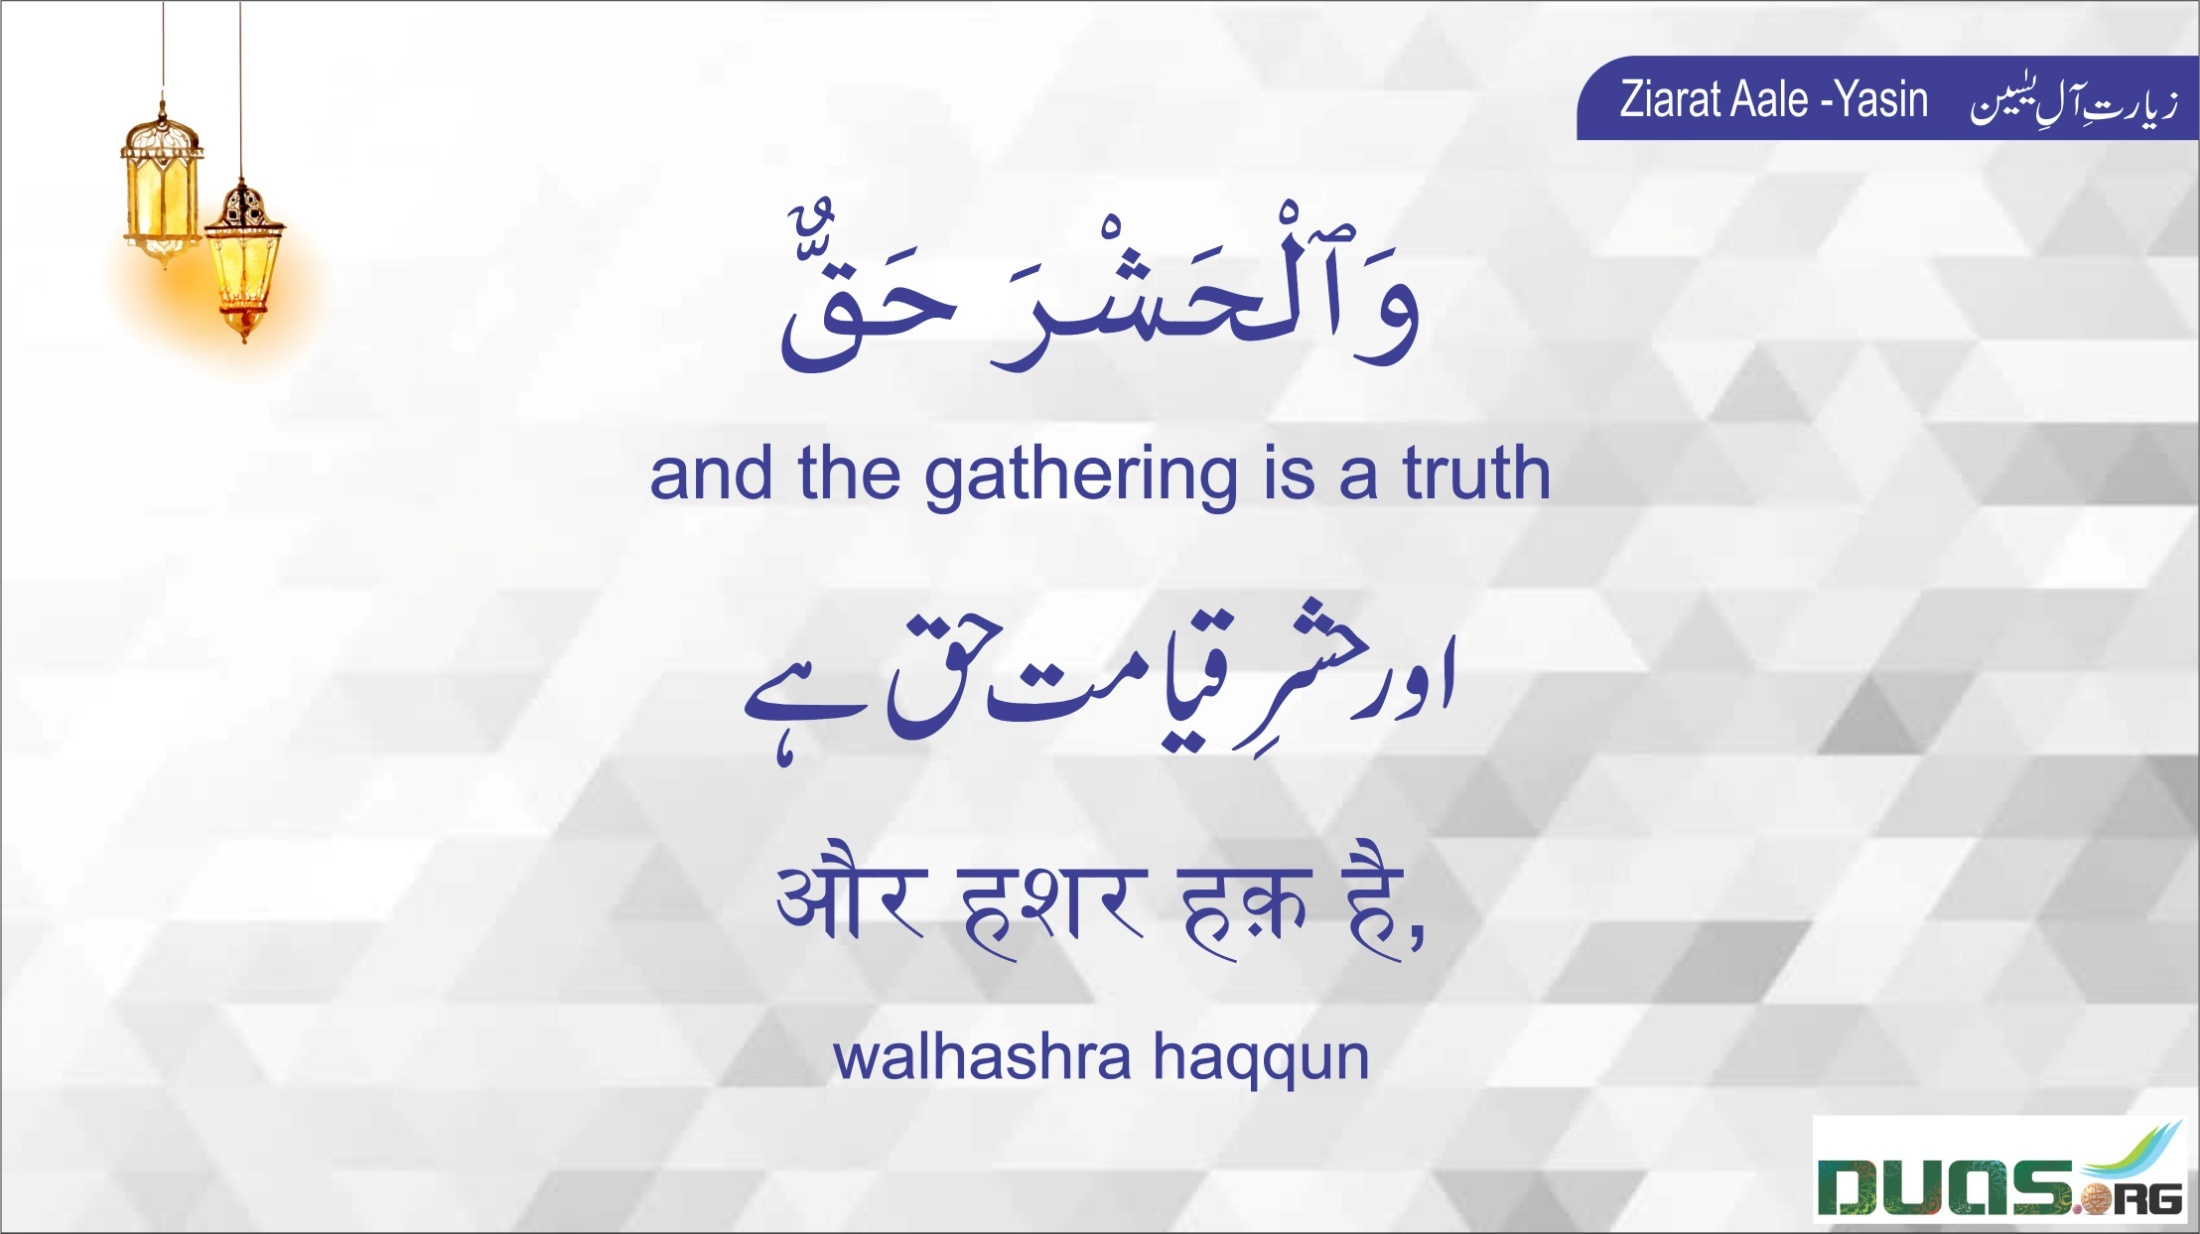 Ziarat Aale -Yasin زیارتِ آلِ یٰسین
وَٱلْحَشْرَ حَقٌّ
and the gathering is a truth
اور حشرِ قیامت حق ہے
और हशर हक़ है,
walhashra haqqun
DUAS.ORG